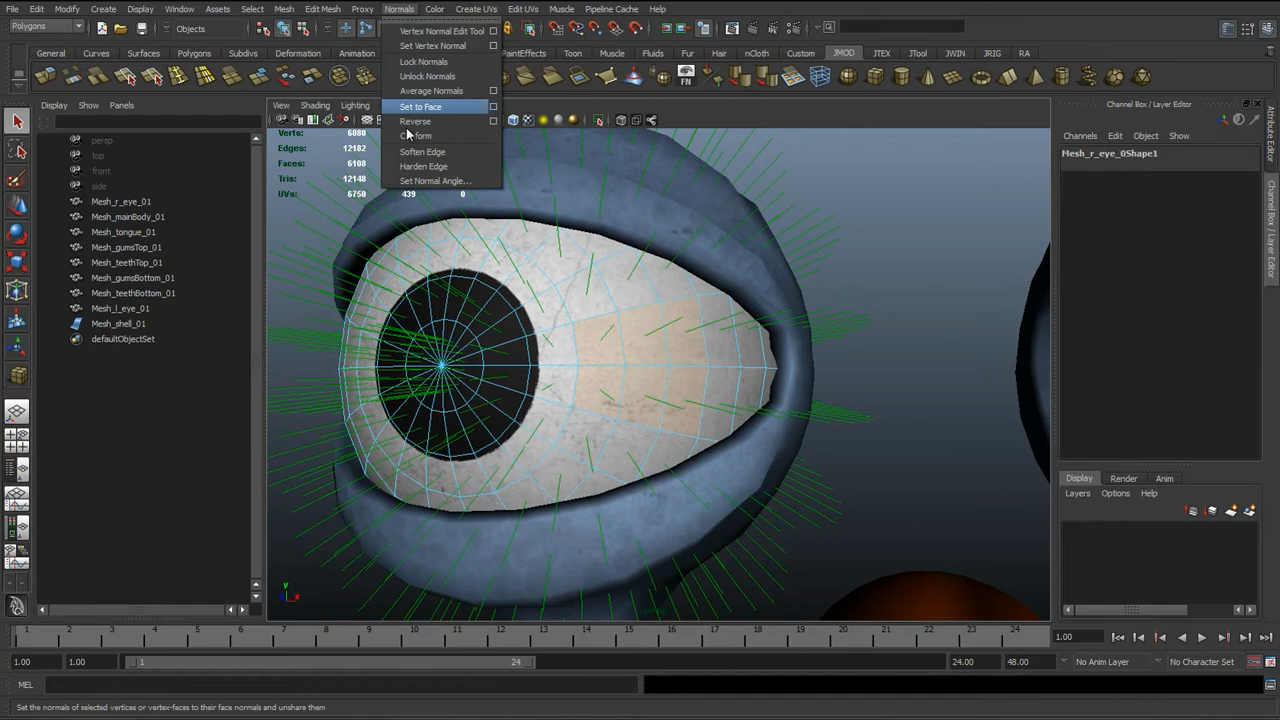 File Edit Modify Create Display Window Assets Select Mesh Edit Mesh Proxy Normals Color Create UVs Edit UVs Muscle Pipeline Cache Help
Polygons Objects
General Curves Surfaces Polygons Subdivs Deformation Animation PaintEffects Toon Muscle Fluids Fur Hair nCloth Custom JMOD JTEX JTool JWIN JRIG RA
FN
Vertex Normal Edit Tool
Set Vertex Normal
Lock Normals
Unlock Normals
Average Normals
Set to Face
Reverse
Conform
Soften Edge
Harden Edge
Set Normal Angle...
Display Show Panels
persp
top
front
side
Mesh_r_eye_01
Mesh_mainBody_01
Mesh_tongue_01
Mesh_gumsTop_01
Mesh_teethTop_01
Mesh_gumsBottom_01
Mesh_teethBottom_01
Mesh_l_eye_01
Mesh_shell_01
defaultObjectSet
View Shading Lighting
Verts: 6080
Edges: 12182
Faces: 6108
Tris: 12148
UVs: 6750 439 0
y
Channel Box / Layer Editor
Channels Edit Object Show
Mesh_r_eye_0Shape1
Attribute Editor
Channel Box / Layer Editor
Display Render Anim
Layers Options Help
1 2 3 4 5 6 7 8 9 10 11 12 13 14 15 16 17 18 19 20 21 22 23 24 1.00
1.00 1.00 1 24 24.00 48.00 No Anim Layer No Character Set
MEL
Set the normals of selected vertices or vertex-faces to their face normals and unshare them